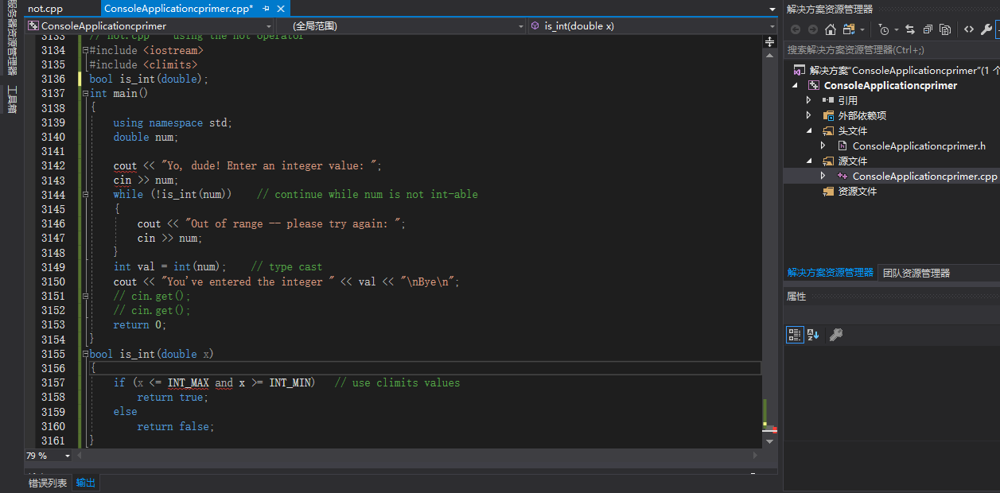 not.cpp
ConsoleApplicationcprimer.cpp*
服务器资源管理器
工具箱
ConsoleApplicationcprimer
(全局范围)
is_int(double x)
3133 // not.cpp -- using the not operator
3134 #include <iostream>
3135 #include <climits>
3136 bool is_int(double);
3137 int main()
3138 {
3139 using namespace std;
3140 double num;
3141
3142 cout << "Yo, dude! Enter an integer value: ";
3143 cin >> num;
3144 while (!is_int(num)) // continue while num is not int-able
3145 {
3146 cout << "Out of range -- please try again: ";
3147 cin >> num;
3148 }
3149 int val = int(num); // type cast
3150 cout << "You've entered the integer " << val << "\nBye\n";
3151 // cin.get();
3152 // cin.get();
3153 return 0;
3154 }
3155 bool is_int(double x)
3156 {
3157 if (x <= INT_MAX and x >= INT_MIN) // use climits values
3158 return true;
3159 else
3160 return false;
3161 }
79 %
错误列表
输出
解决方案资源管理器
搜索解决方案资源管理器(Ctrl+;)
解决方案"ConsoleApplicationcprimer"(1 个
ConsoleApplicationcprimer
引用
外部依赖项
头文件
ConsoleApplicationcprimer.h
源文件
ConsoleApplicationcprimer.cpp
资源文件
解决方案资源管理器
团队资源管理器
属性